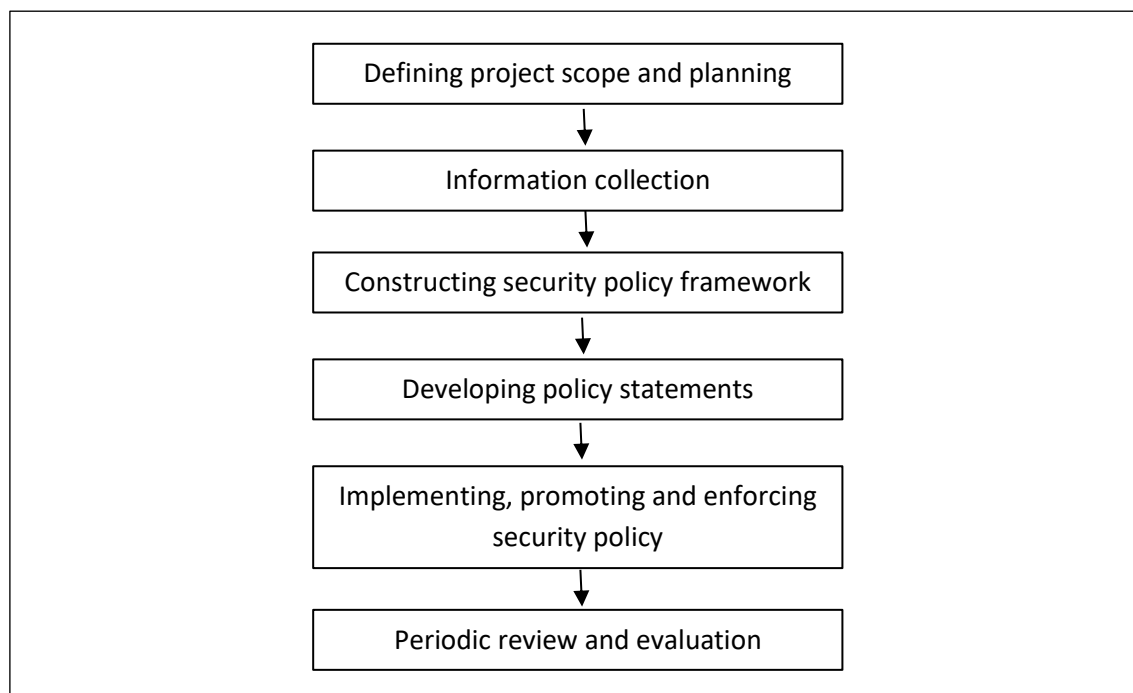 Defining project scope and planning
Information collection
Constructing security policy framework
Developing policy statements
Implementing, promoting and enforcing
security policy
Periodic review and evaluation